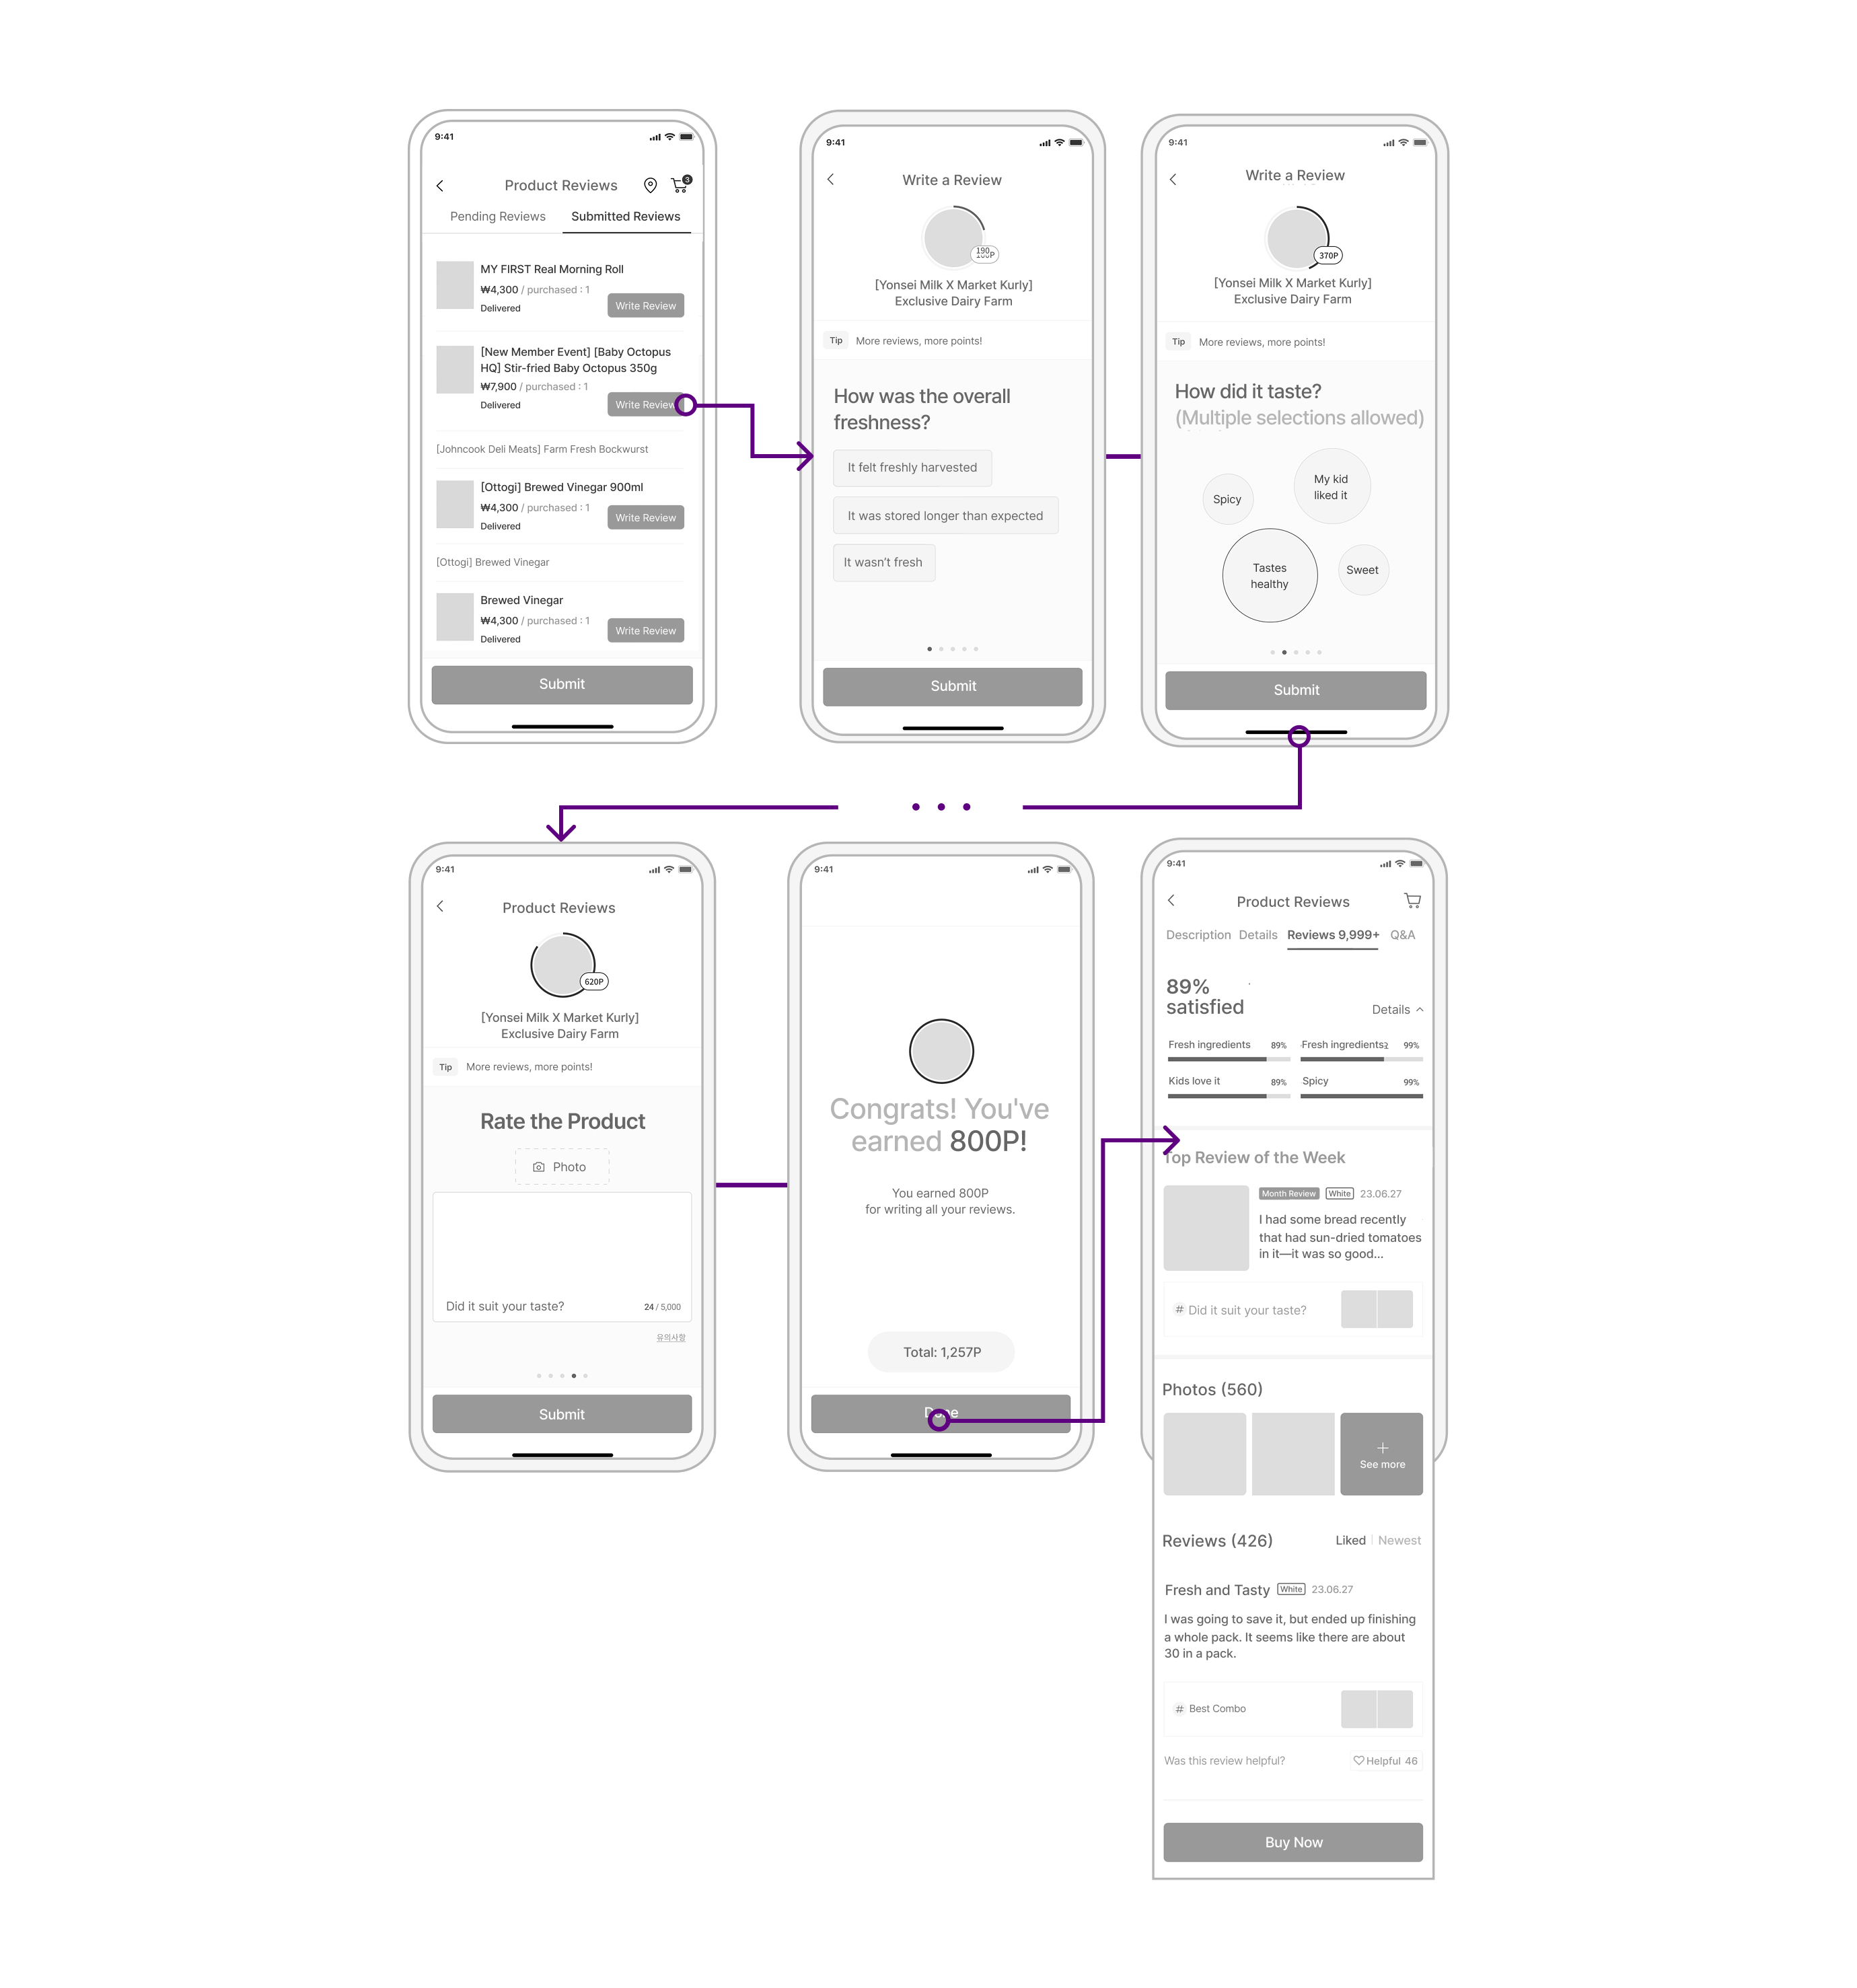 9:41
Product Reviews
3
Pending Reviews
Submitted Reviews
MY FIRST Real Morning Roll
₩4,300 / purchased : 1
Delivered
Write Review
[New Member Event] [Baby Octopus
HQ] Stir-fried Baby Octopus 350g
₩7,900 / purchased : 1
Delivered
Write Review
[Johncook Deli Meats] Farm Fresh Bockwurst
[Ottogi] Brewed Vinegar 900ml
₩4,300 / purchased : 1
Delivered
Write Review
[Ottogi] Brewed Vinegar
Brewed Vinegar
₩4,300 / purchased : 1
Delivered
Write Review
Submit
9:41
Write a Review
190
[Yonsei Milk X Market Kurly]
Exclusive Dairy Farm
Tip More reviews, more points!
How was the overall
freshness?
It felt freshly harvested
It was stored longer than expected
It wasn't fresh
Submit
9:41
Write a Review
370P
[Yonsei Milk X Market Kurly]
Exclusive Dairy Farm
Tip More reviews, more points!
How did it taste?
(Multiple selections allowed)
My kid
liked it
Spicy
Tastes
healthy
Sweet
Submit
9:41
Product Reviews
620P
[Yonsei Milk X Market Kurly]
Exclusive Dairy Farm
Tip More reviews, more points!
Rate the Product
Photo
Did it suit your taste?
24 / 5,000
유의사항
Submit
9:41
Congrats! You've
earned 800P!
You earned 800P
for writing all your reviews.
Total: 1,257P
Done
9:41
Product Reviews
Description Details Reviews 9,999+ Q&A
89%
satisfied
Details
Fresh ingredients 89%
Fresh ingredients 99%
Kids love it 89%
Spicy 99%
Top Review of the Week
Month Review White 23.06.27
I had some bread recently
that had sun-dried tomatoes
in it—it was so good...
# Did it suit your taste?
Photos (560)
+
See more
Reviews (426)
Liked | Newest
Fresh and Tasty White 23.06.27
I was going to save it, but ended up finishing
a whole pack. It seems like there are about
30 in a pack.
# Best Combo
Was this review helpful?
Helpful 46
Buy Now